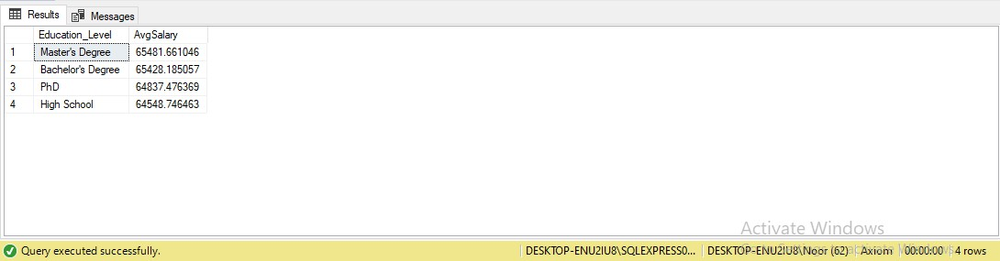 Results Messages
Education_Level AvgSalary
1 Master's Degree 65481.661046
2 Bachelor's Degree 65428.185057
3 PhD 64837.476369
4 High School 64548.746463
Activate Windows
Query executed successfully. DESKTOP-ENU2IU8\SQLEXPRESS0... DESKTOP-ENU2IU8\Noor (62) Axiom 00:00:00 4 rows